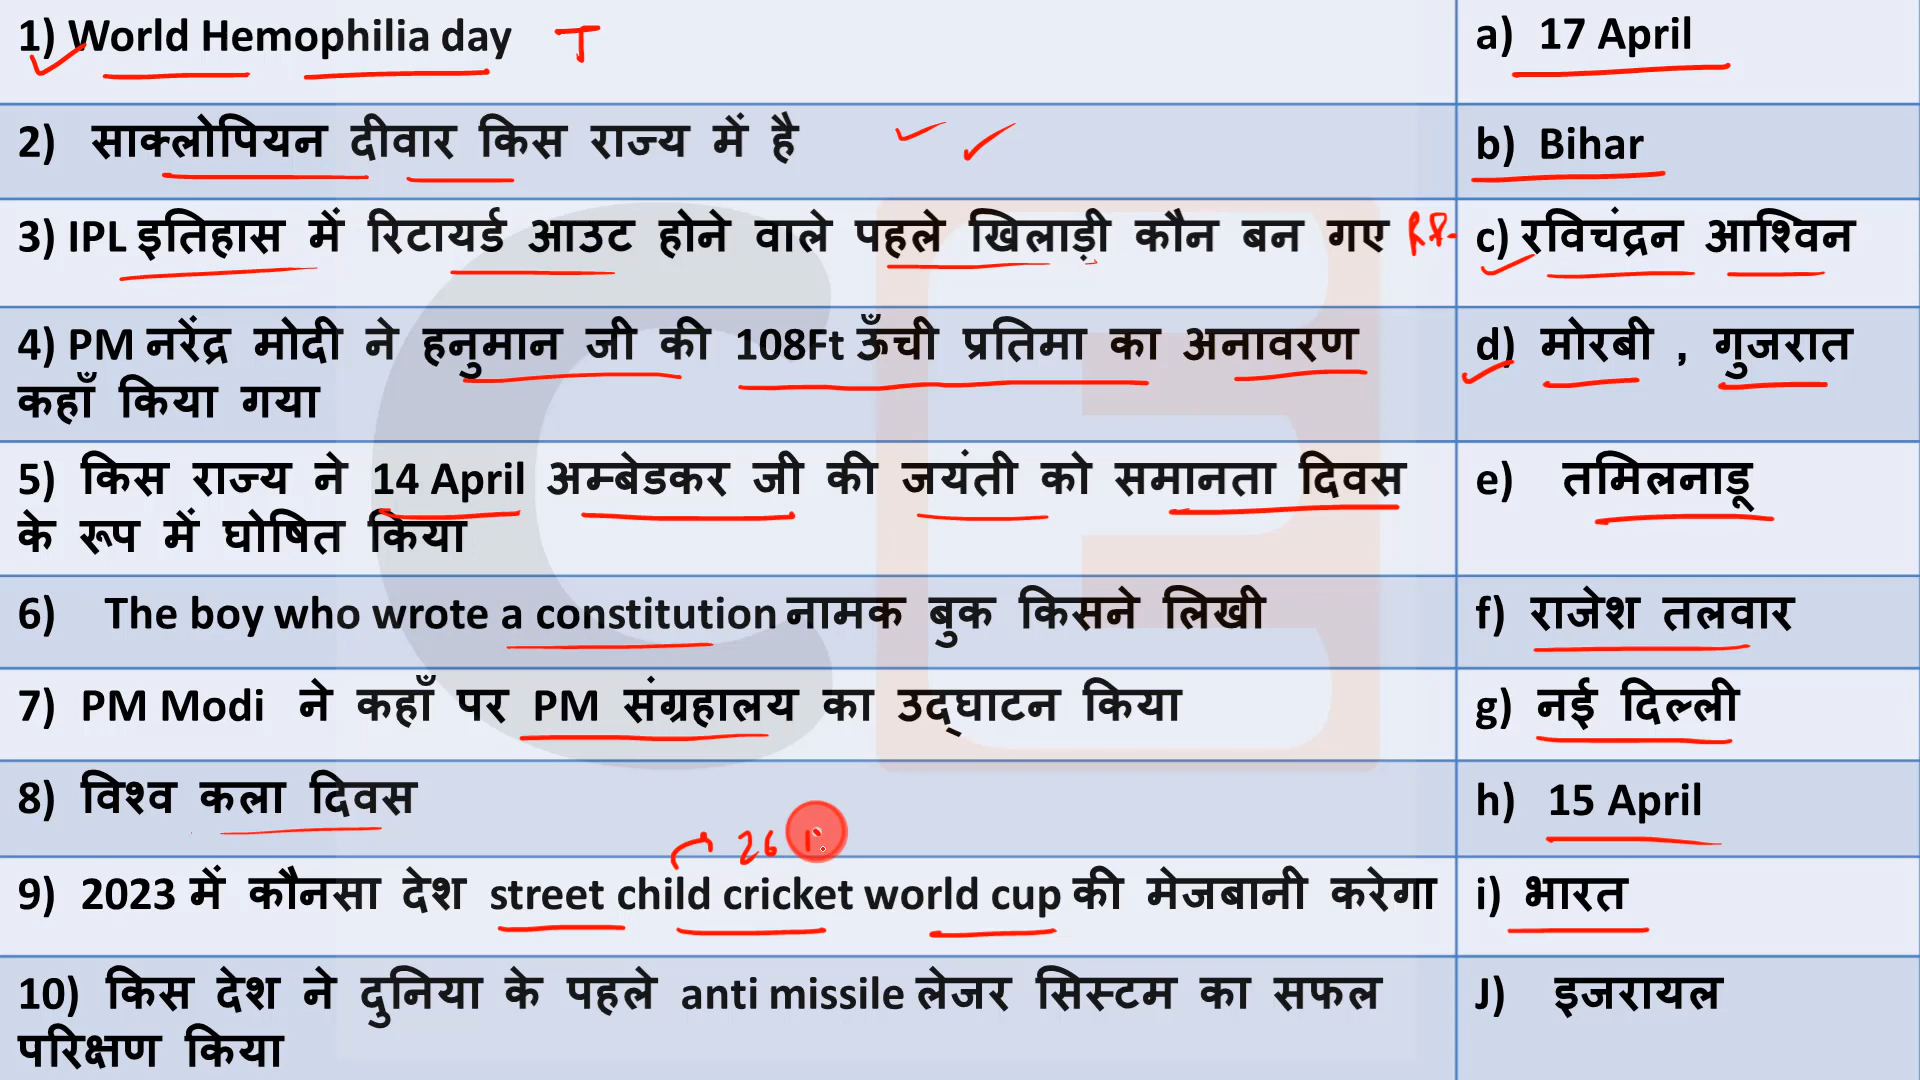 1) World Hemophilia day T
a) 17 April
2) साक्लोपियन दीवार किस राज्य में है
b) Bihar
3) IPL इतिहास में रिटायर्ड आउट होने वाले पहले खिलाड़ी कौन बन गए RR
c) रविचंद्रन आश्विन
4) PM नरेंद्र मोदी ने हनुमान जी की 108Ft ऊँची प्रतिमा का अनावरण
कहाँ किया गया
d) मोरबी , गुजरात
5) किस राज्य ने 14 April अम्बेडकर जी की जयंती को समानता दिवस
के रूप में घोषित किया
e) तमिलनाडू
6) The boy who wrote a constitution नामक बुक किसने लिखी
f) राजेश तलवार
7) PM Modi ने कहाँ पर PM संग्रहालय का उद्घाटन किया
g) नई दिल्ली
8) विश्व कला दिवस
h) 15 April
26
9) 2023 में कौनसा देश street child cricket world cup की मेजबानी करेगा
i) भारत
10) किस देश ने दुनिया के पहले anti missile लेजर सिस्टम का सफल
परिक्षण किया
J) इजरायल